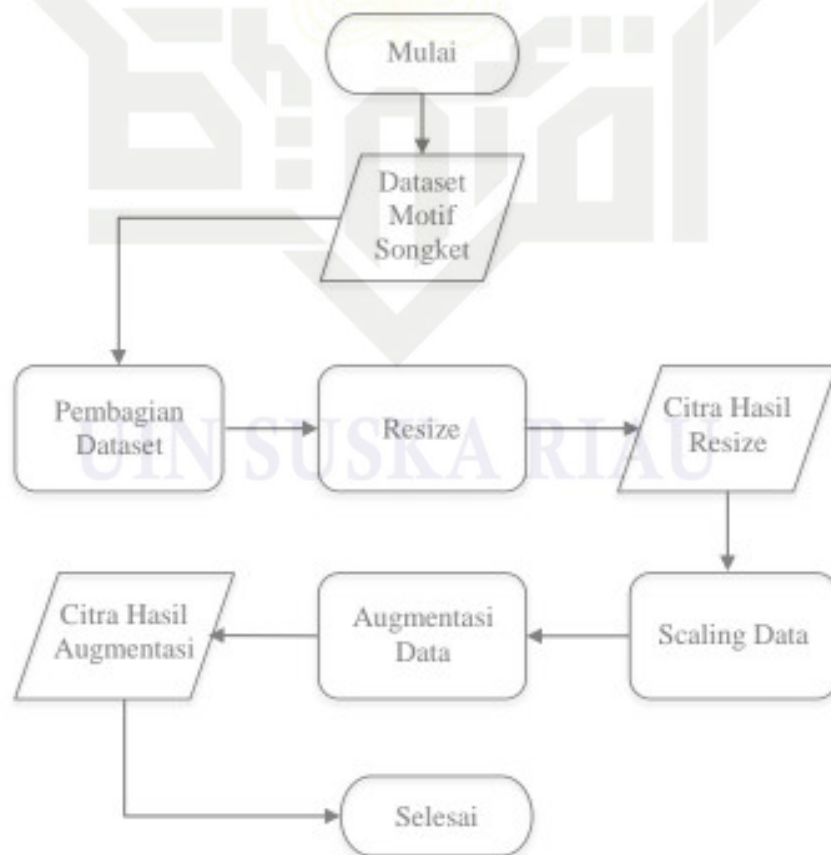 Mulai
Dataset
Motif
Songket
Pembagian
Dataset
Resize
Citra Hasil
Resize
UIN SUSKA RIAU
Scaling Data
Augmentasi
Data
Citra Hasil
Augmentasi
Selesai